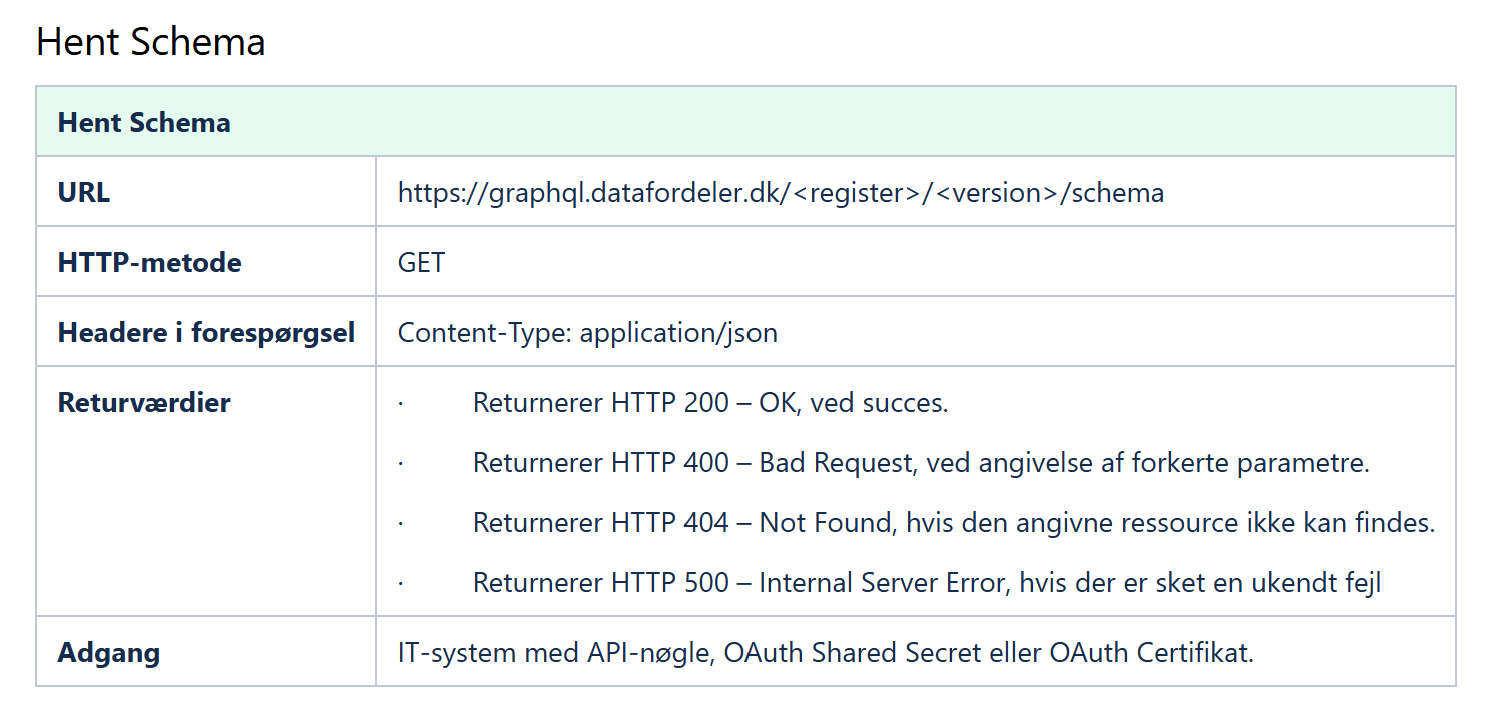 Hent Schema
Hent Schema
URL
https://graphql.datafordeler.dk/<register>/<version>/schema
HTTP-metode
GET
Headere i forespørgsel
Content-Type: application/json
Returværdier
· Returnerer HTTP 200 – OK, ved succes.
· Returnerer HTTP 400 – Bad Request, ved angivelse af forkerte parametre.
· Returnerer HTTP 404 – Not Found, hvis den angivne ressource ikke kan findes.
· Returnerer HTTP 500 – Internal Server Error, hvis der er sket en ukendt fejl
Adgang
IT-system med API-nøgle, OAuth Shared Secret eller OAuth Certifikat.